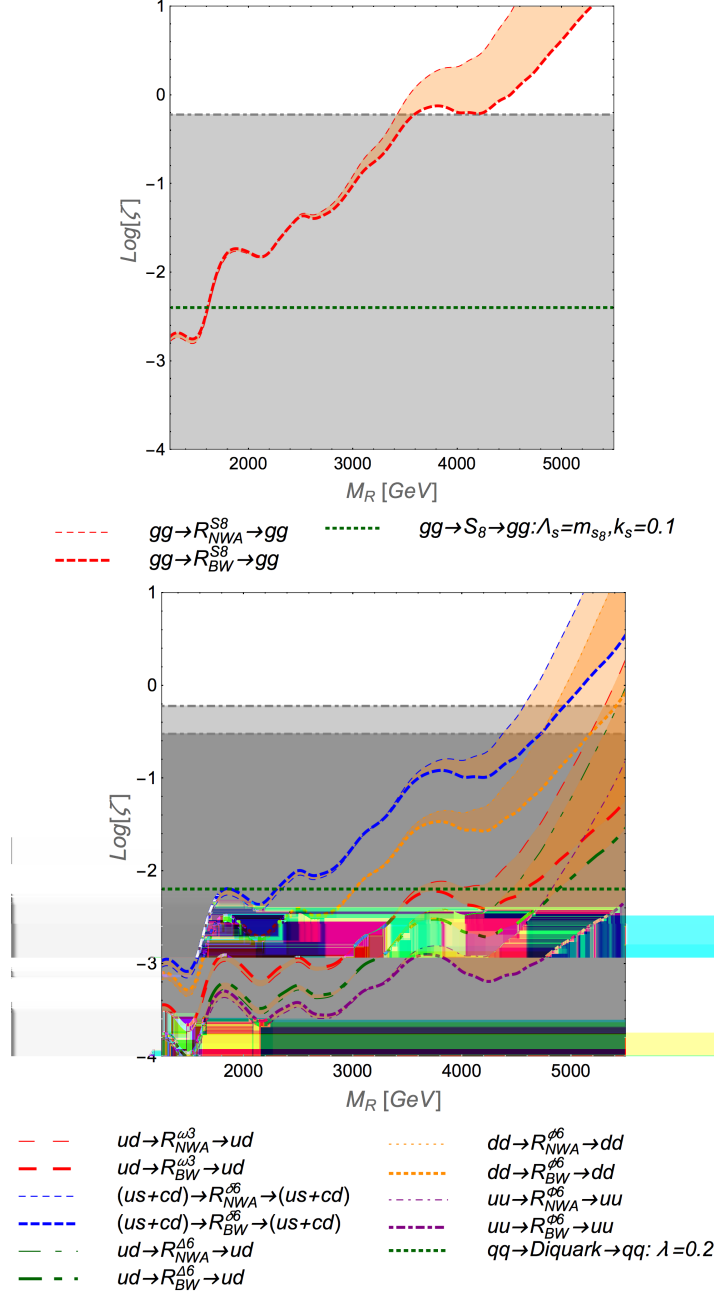 1
0
−1
−2
−3
−4
Log[ζ]
2000 3000 4000 5000
M_R [GeV]
gg→R^{S8}_{NWA}→gg
gg→S_8→gg:Λ_s=m_{s_8},k_s=0.1
gg→R^{S8}_{BW}→gg
1
0
−1
−2
−3
−4
Log[ζ]
2000 3000 4000 5000
M_R [GeV]
ud→R^{ω3}_{NWA}→ud
ud→R^{ω3}_{BW}→ud
(us+cd)→R^{δ6}_{NWA}→(us+cd)
(us+cd)→R^{δ6}_{BW}→(us+cd)
ud→R^{Δ6}_{NWA}→ud
ud→R^{Δ6}_{BW}→ud
dd→R^{ϕ6}_{NWA}→dd
dd→R^{ϕ6}_{BW}→dd
uu→R^{Φ6}_{NWA}→uu
uu→R^{Φ6}_{BW}→uu
qq→Diquark→qq: λ=0.2